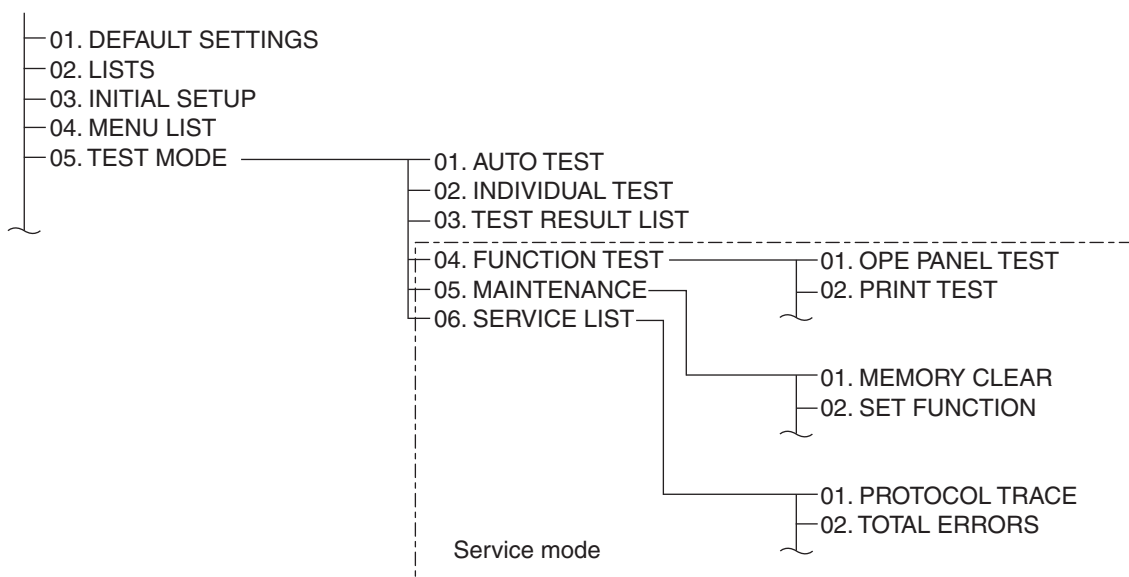 01. DEFAULT SETTINGS
02. LISTS
03. INITIAL SETUP
04. MENU LIST
05. TEST MODE
01. AUTO TEST
02. INDIVIDUAL TEST
03. TEST RESULT LIST
04. FUNCTION TEST
05. MAINTENANCE
06. SERVICE LIST
01. OPE PANEL TEST
02. PRINT TEST
01. MEMORY CLEAR
02. SET FUNCTION
01. PROTOCOL TRACE
02. TOTAL ERRORS
Service mode